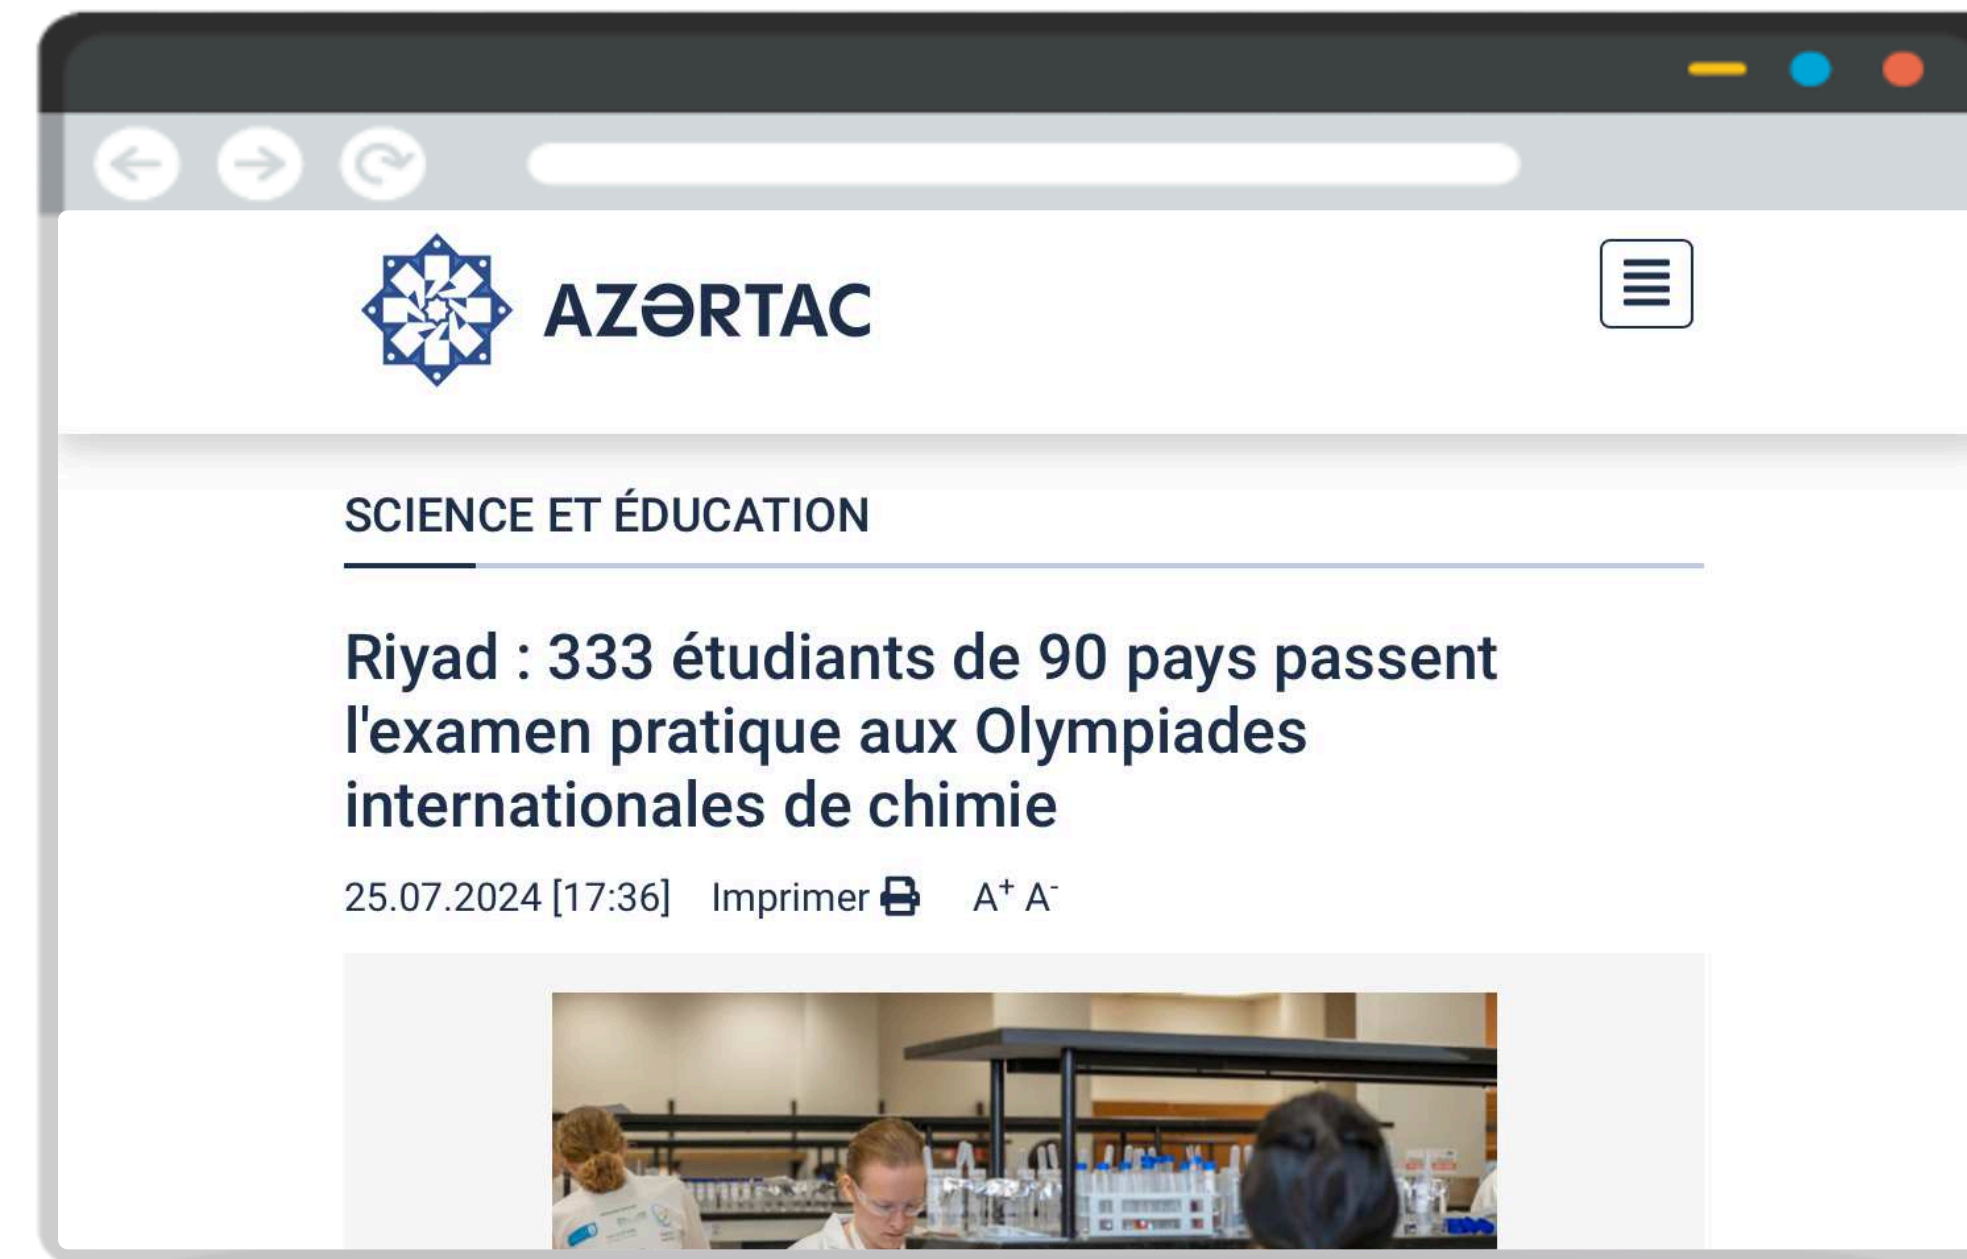 AZƏRTAC
SCIENCE ET ÉDUCATION
Riyad : 333 étudiants de 90 pays passent
l'examen pratique aux Olympiades
internationales de chimie
25.07.2024 [17:36] Imprimer A+ A-